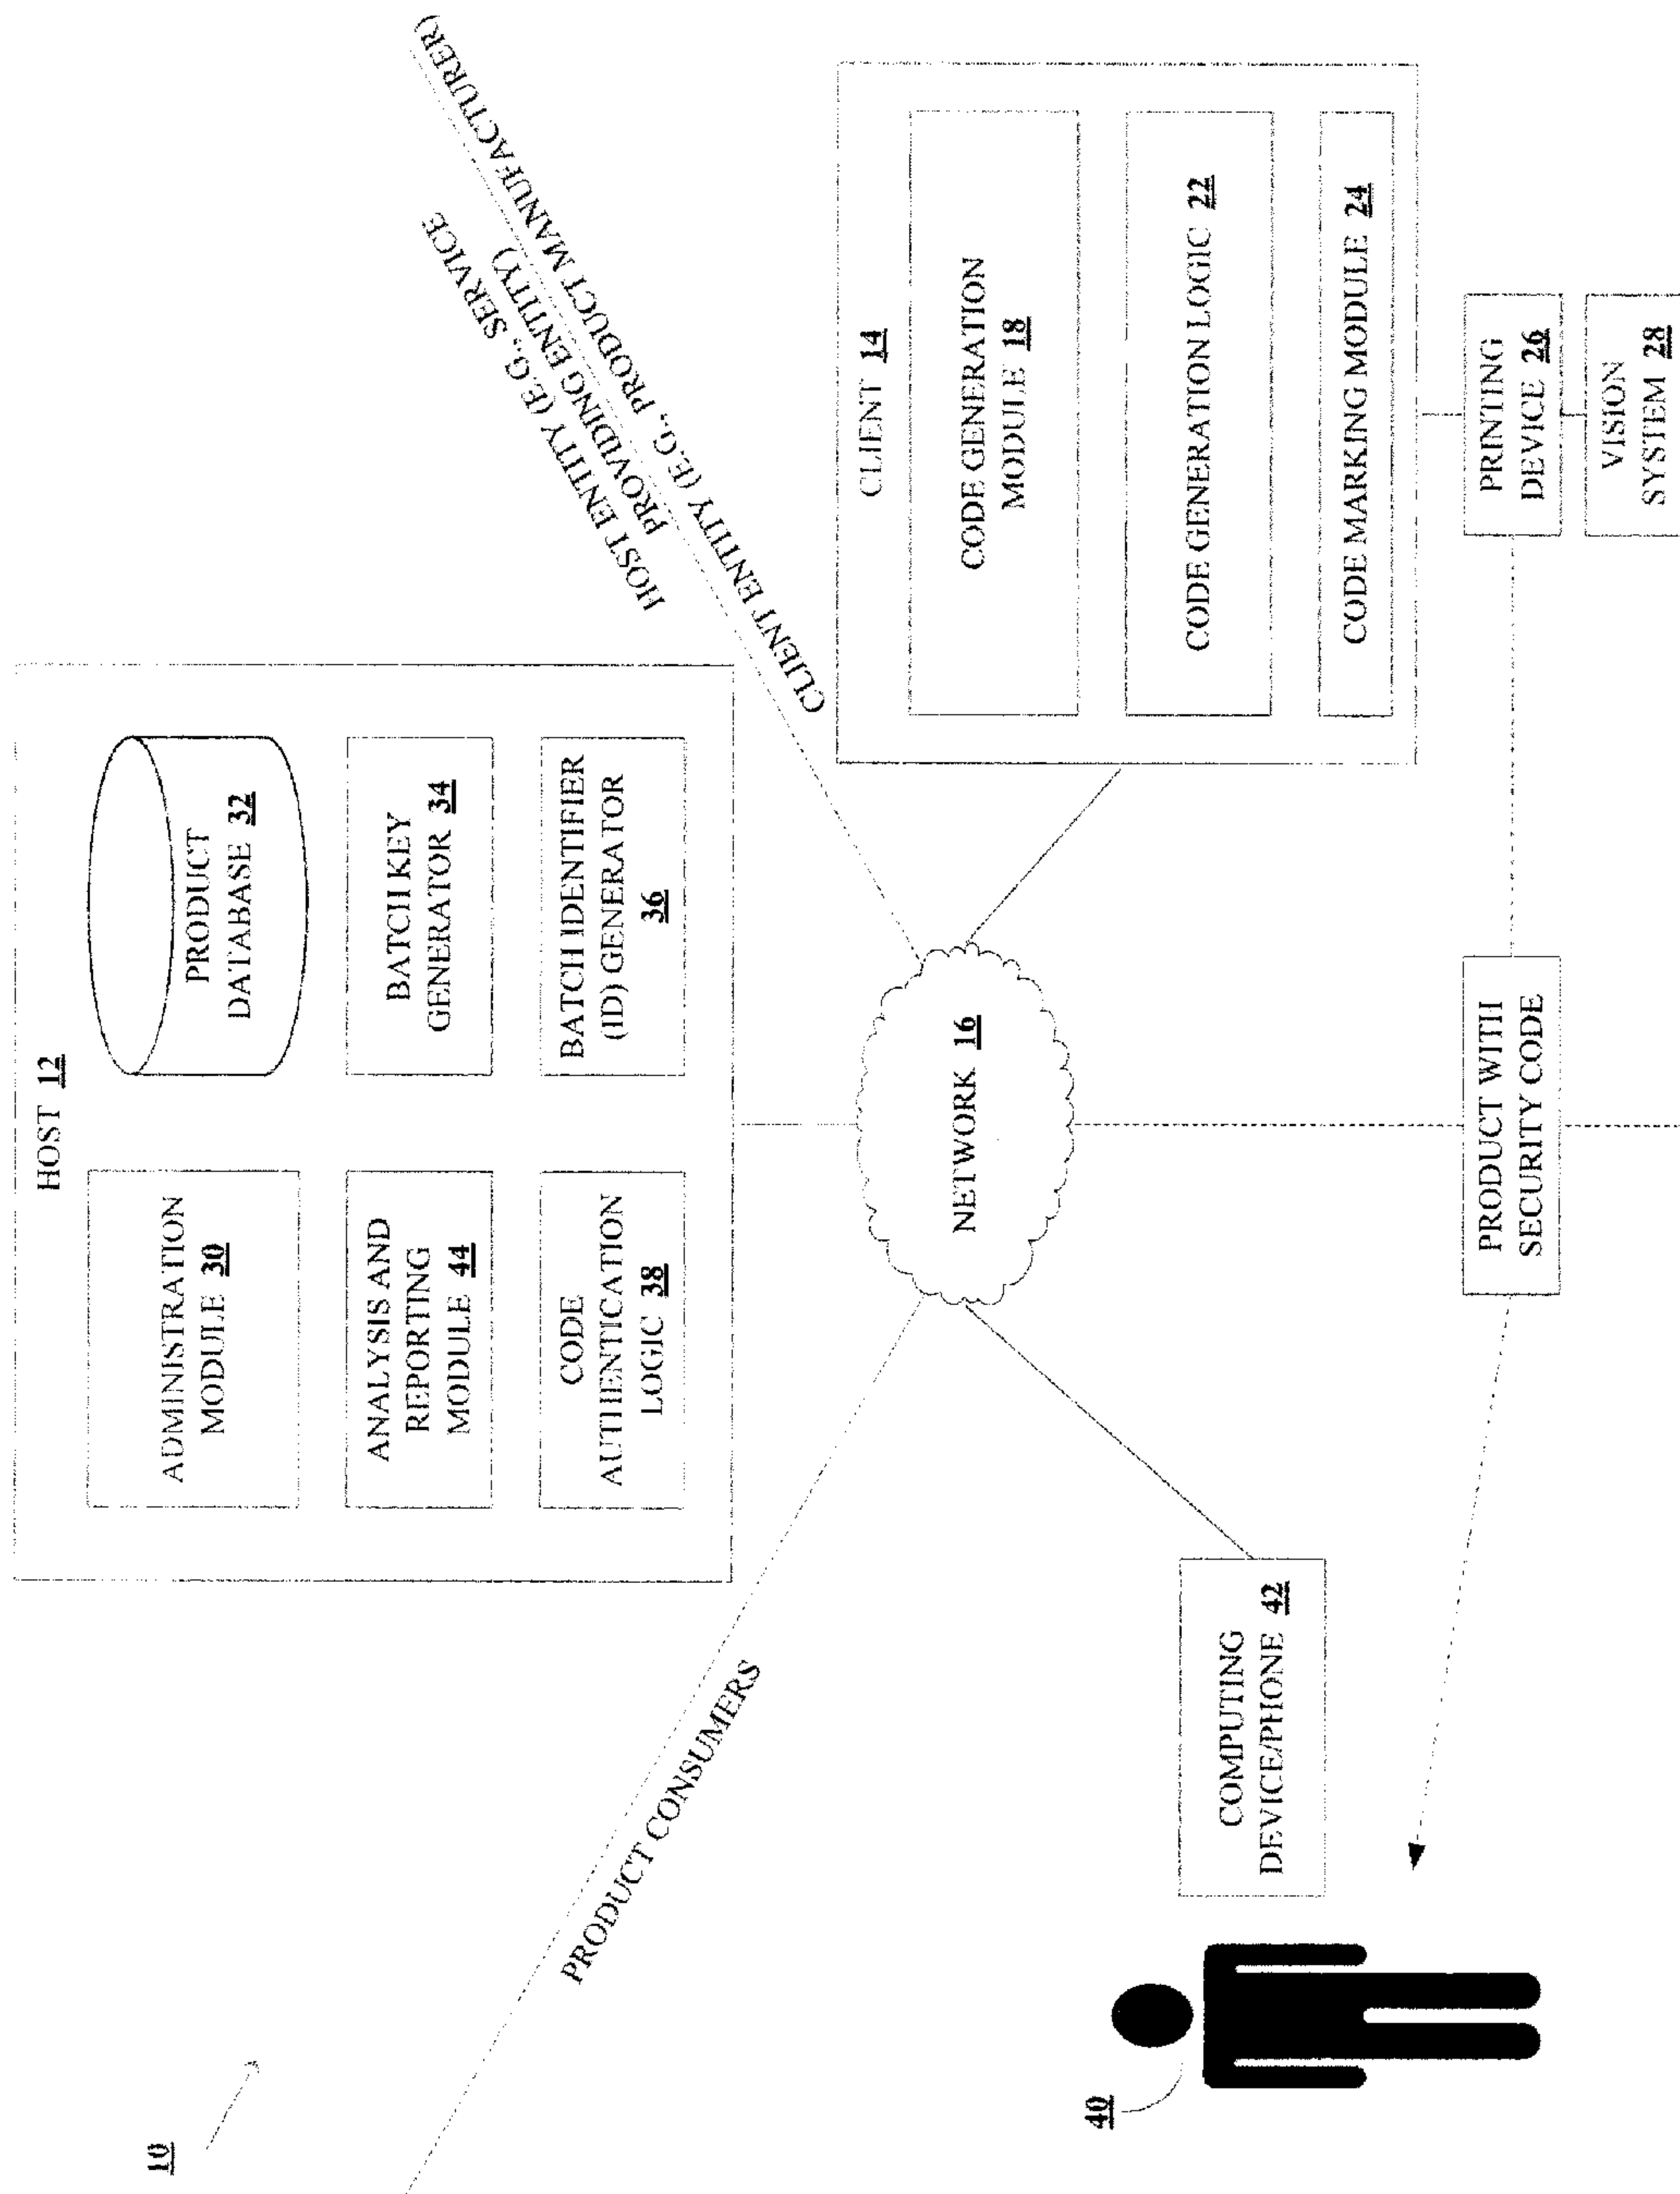 10
HOST 12
ADMINISTRATION
MODULE 30
PRODUCT
DATABASE 32
ANALYSIS AND
REPORTING
MODULE 44
BATCH KEY
GENERATOR 34
CODE
AUTHENTICATION
LOGIC 38
BATCH IDENTIFIER
(ID) GENERATOR
36
HOST ENTITY (E.G., SERVICE
PROVIDING ENTITY)
CLIENT ENTITY (E.G., PRODUCT MANUFACTURER)
PRODUCT CONSUMERS
NETWORK 16
CLIENT 14
CODE GENERATION
MODULE 18
CODE GENERATION LOGIC 22
CODE MARKING MODULE 24
40
COMPUTING
DEVICE/PHONE 42
PRODUCT WITH
SECURITY CODE
PRINTING
DEVICE 26
VISION
SYSTEM 28